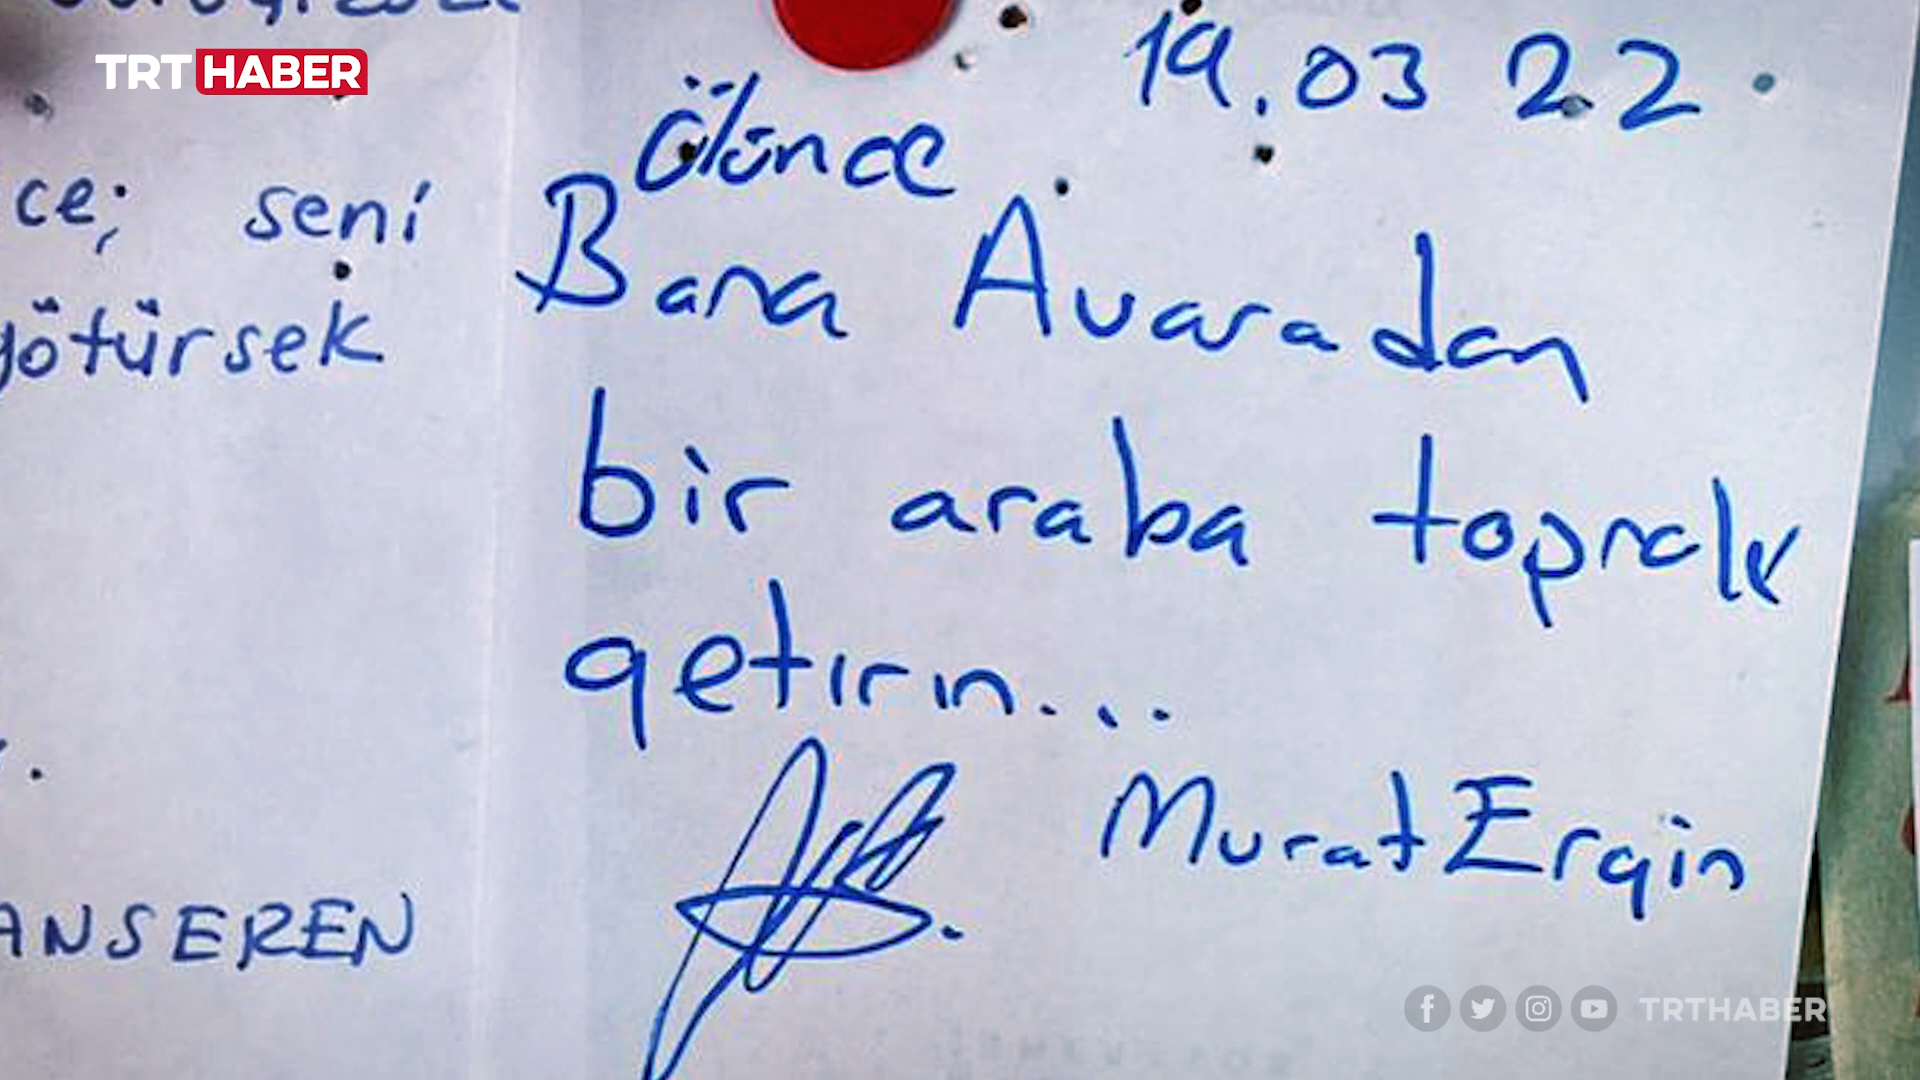 TRT HABER
19.03 22
ölünce
Bana Avaradan
bir araba toprak
getirin...
Murat Ergin
ce; seni
götürsek
ANSEREN
TRTHABER